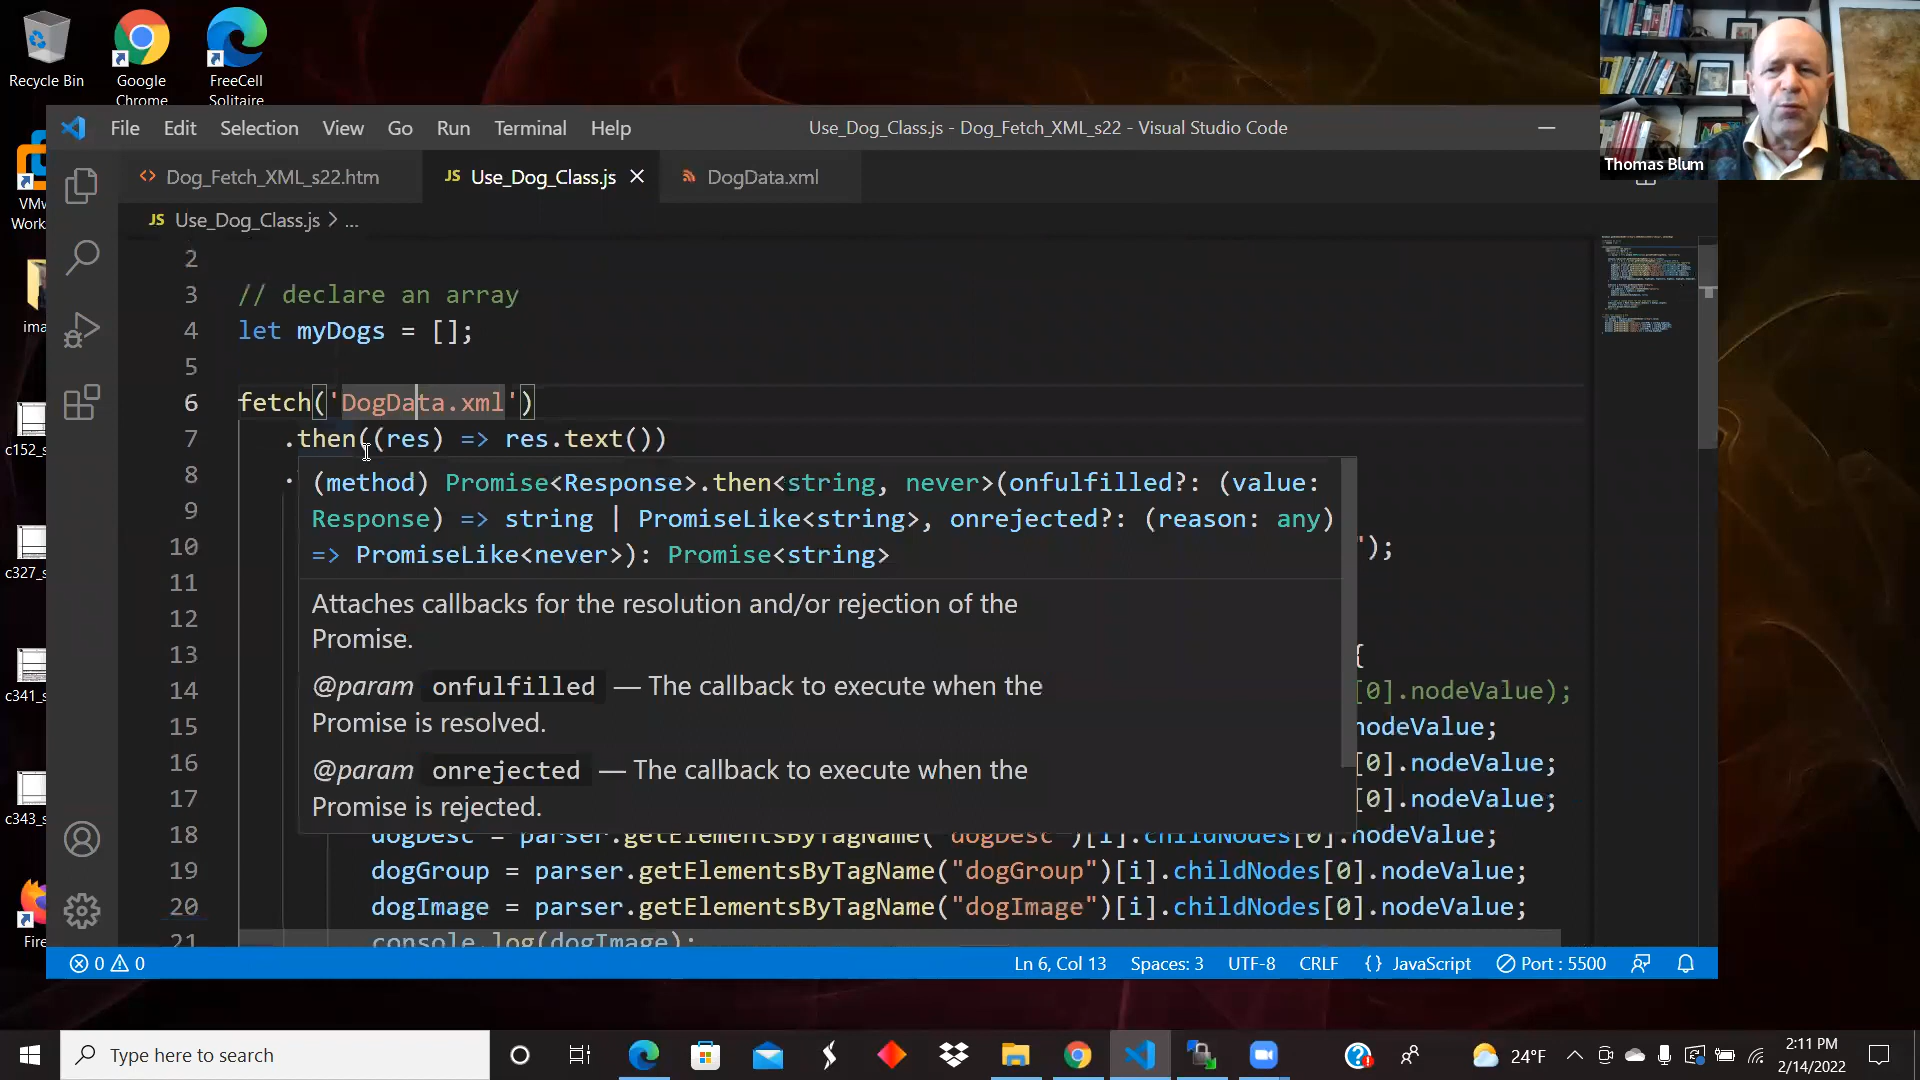 Recycle Bin
Google Chrome
FreeCell Solitaire
Thomas Blum
File Edit Selection View Go Run Terminal Help
Use_Dog_Class.js - Dog_Fetch_XML_s22 - Visual Studio Code
Dog_Fetch_XML_s22.htm
JS Use_Dog_Class.js
DogData.xml
JS Use_Dog_Class.js > ...
2
3 // declare an array
4 let myDogs = [];
5
6 fetch('DogData.xml')
7 .then((res) => res.text())
8 .
9
10 ");
11
12
13 {
14 [0].nodeValue);
15 nodeValue;
16 [0].nodeValue;
17 [0].nodeValue;
(method) Promise<Response>.then<string, never>(onfulfilled?: (value:
Response) => string | PromiseLike<string>, onrejected?: (reason: any)
=> PromiseLike<never>): Promise<string>
Attaches callbacks for the resolution and/or rejection of the
Promise.
@param onfulfilled — The callback to execute when the
Promise is resolved.
@param onrejected — The callback to execute when the
Promise is rejected.
18 dogDesc = parser.getElementsByTagName("dogDesc")[i].childNodes[0].nodeValue;
19 dogGroup = parser.getElementsByTagName("dogGroup")[i].childNodes[0].nodeValue;
20 dogImage = parser.getElementsByTagName("dogImage")[i].childNodes[0].nodeValue;
21 console.log(dogImage);
VMw
Work
ima
c152_s
c327_s
c341_s
c343_s
Fire
0 0
Ln 6, Col 13 Spaces: 3 UTF-8 CRLF {} JavaScript Port : 5500
Type here to search
24°F
2:11 PM
2/14/2022